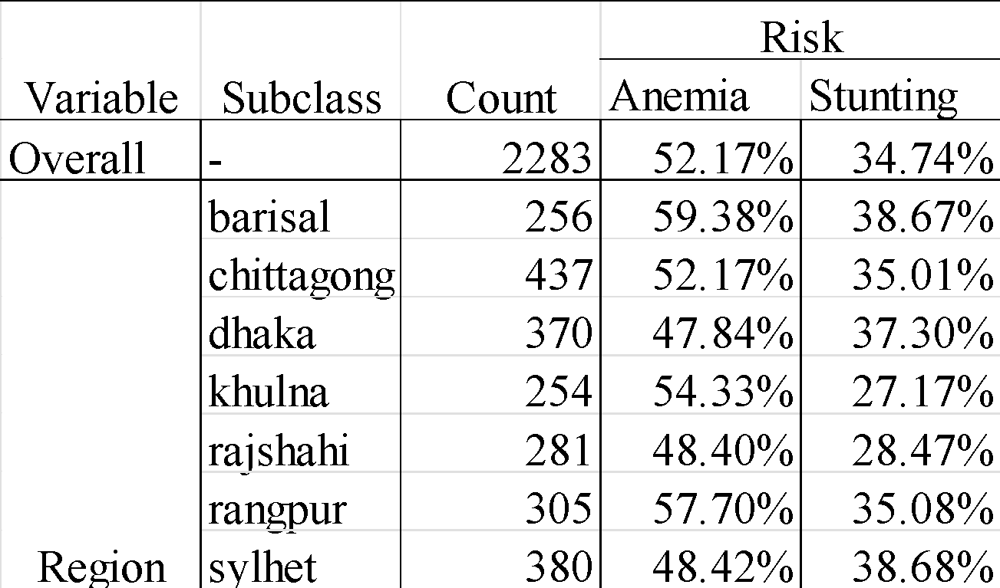 Risk
Variable Subclass Count Anemia Stunting
Overall - 2283 52.17% 34.74%
barisal 256 59.38% 38.67%
chittagong 437 52.17% 35.01%
dhaka 370 47.84% 37.30%
khulna 254 54.33% 27.17%
rajshahi 281 48.40% 28.47%
rangpur 305 57.70% 35.08%
Region sylhet 380 48.42% 38.68%